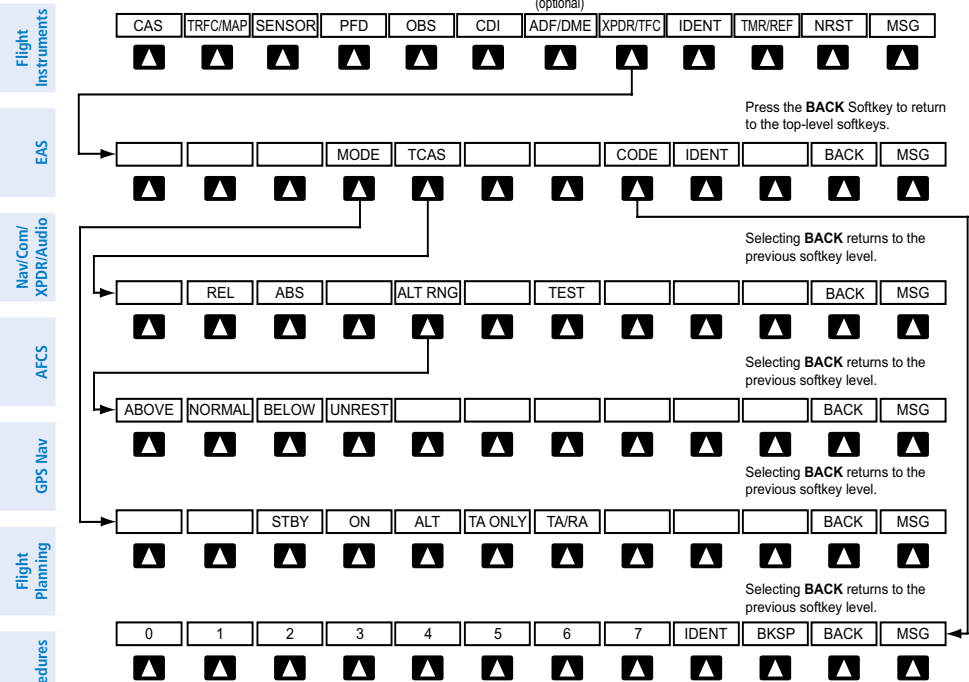 (optional)
CAS TRFC/MAP SENSOR PFD OBS CDI ADF/DME XPDR/TFC IDENT TMR/REF NRST MSG
Press the BACK Softkey to return
to the top-level softkeys.
MODE TCAS CODE IDENT BACK MSG
Selecting BACK returns to the
previous softkey level.
REL ABS ALT RNG TEST BACK MSG
Selecting BACK returns to the
previous softkey level.
ABOVE NORMAL BELOW UNREST BACK MSG
Selecting BACK returns to the
previous softkey level.
STBY ON ALT TA ONLY TA/RA BACK MSG
Selecting BACK returns to the
previous softkey level.
0 1 2 3 4 5 6 7 IDENT BKSP BACK MSG
Flight
Instruments
EAS
Nav/Com/
XPDR/Audio
AFCS
GPS Nav
Flight
Planning